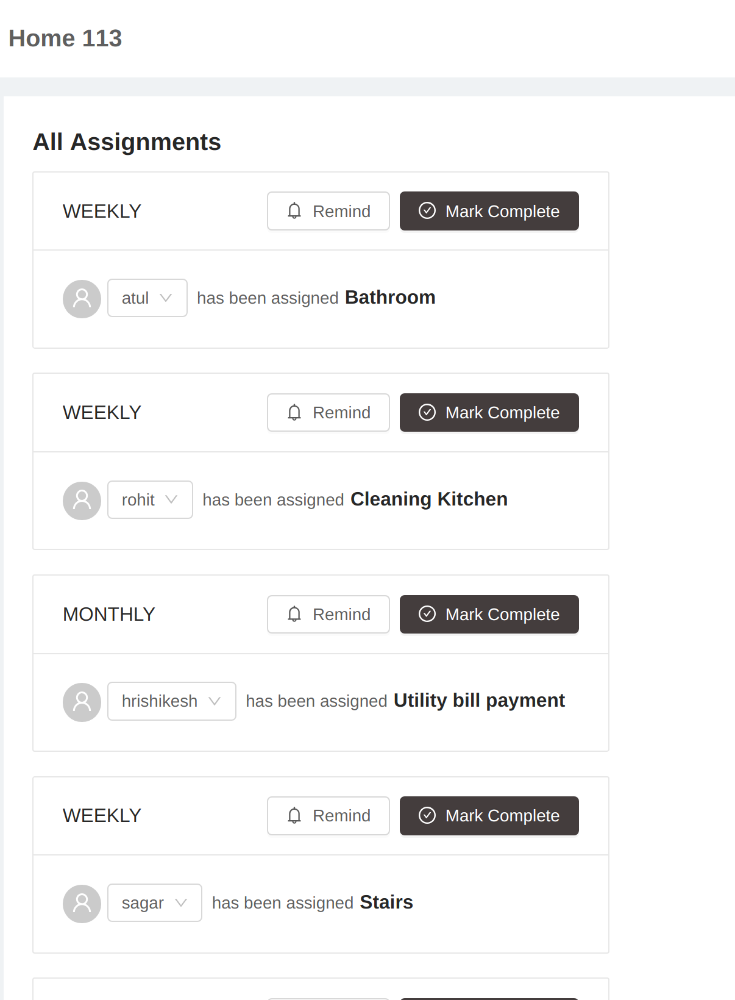 Home 113
All Assignments
WEEKLY Remind Mark Complete
atul has been assigned Bathroom
WEEKLY Remind Mark Complete
rohit has been assigned Cleaning Kitchen
MONTHLY Remind Mark Complete
hrishikesh has been assigned Utility bill payment
WEEKLY Remind Mark Complete
sagar has been assigned Stairs